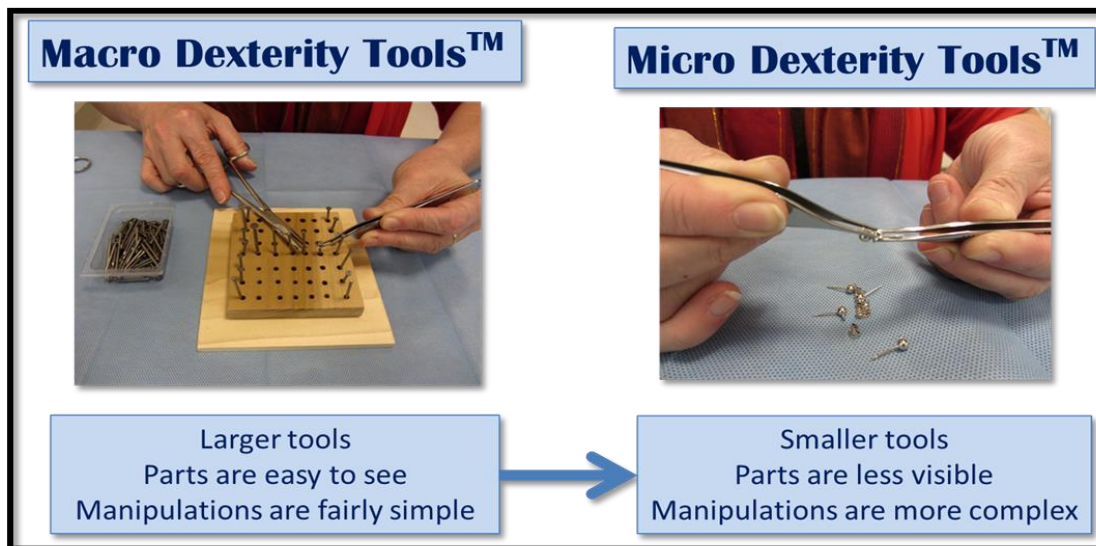 Macro Dexterity Tools™
Micro Dexterity Tools™
Larger tools
Parts are easy to see
Manipulations are fairly simple
Smaller tools
Parts are less visible
Manipulations are more complex